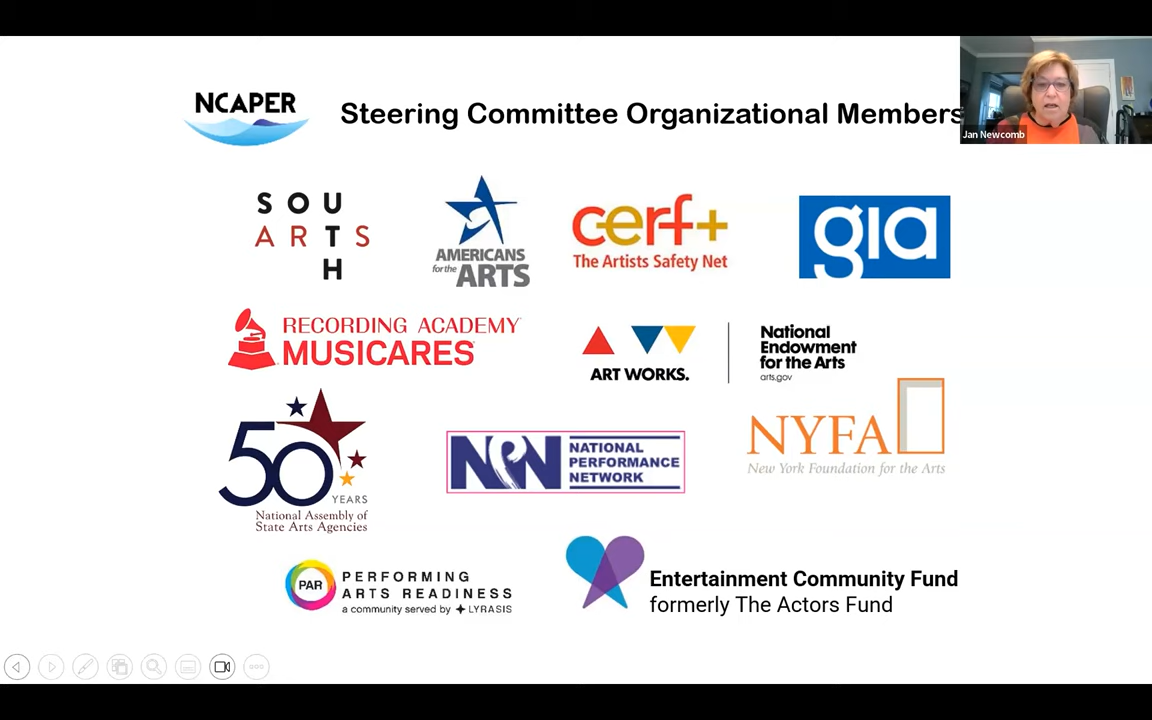 NCAPER
Steering Committee Organizational Members
Jan Newcomb
SOU
ARTS
H
AMERICANS
for the ARTS
cerf+
The Artists Safety Net
gia
RECORDING ACADEMY
MUSICARES
ART WORKS.
National
Endowment
for the Arts
arts.gov
50
YEARS
National Assembly of
State Arts Agencies
NPN
NATIONAL
PERFORMANCE
NETWORK
NYFA
New York Foundation for the Arts
PAR
PERFORMING
ARTS READINESS
a community served by LYRASIS
Entertainment Community Fund
formerly The Actors Fund